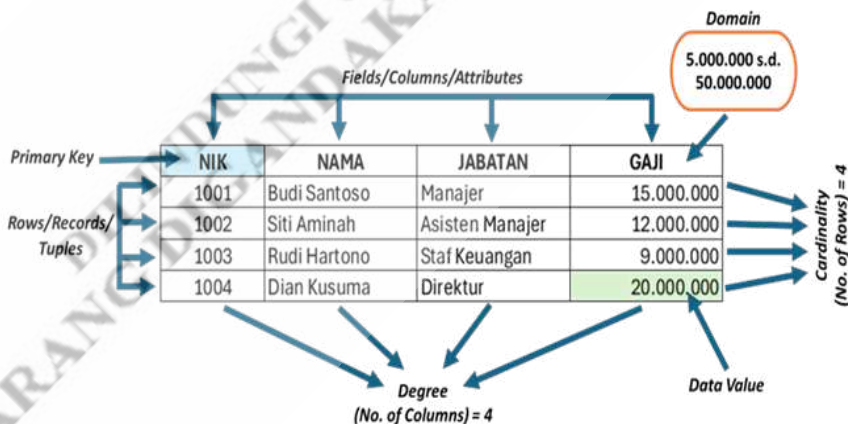 Domain
5.000.000 s.d.
50.000.000
Fields/Columns/Attributes
Primary Key
NIK NAMA JABATAN GAJI
1001 Budi Santoso Manajer 15.000.000
1002 Siti Aminah Asisten Manajer 12.000.000
1003 Rudi Hartono Staf Keuangan 9.000.000
1004 Dian Kusuma Direktur 20.000.000
Rows/Records/
Tuples
Cardinality
(No. of Rows) = 4
Degree
(No. of Columns) = 4
Data Value
DILINDUNGI
ARANG DIGANDAKA